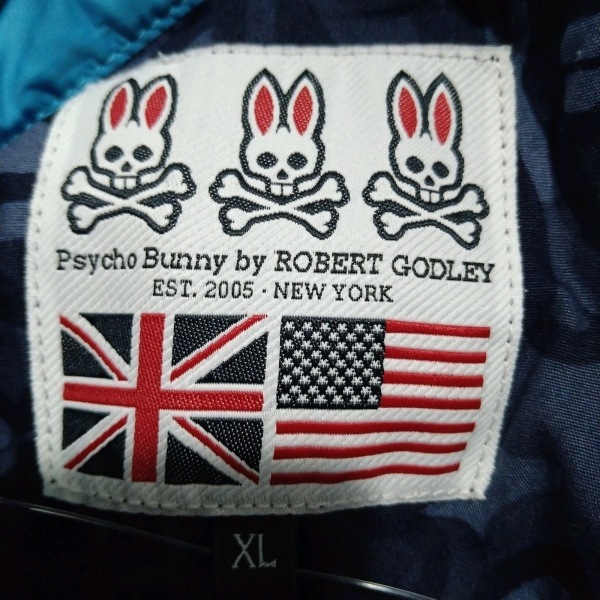 Psycho Bunny by ROBERT GODLEY
EST. 2005 · NEW YORK
XL